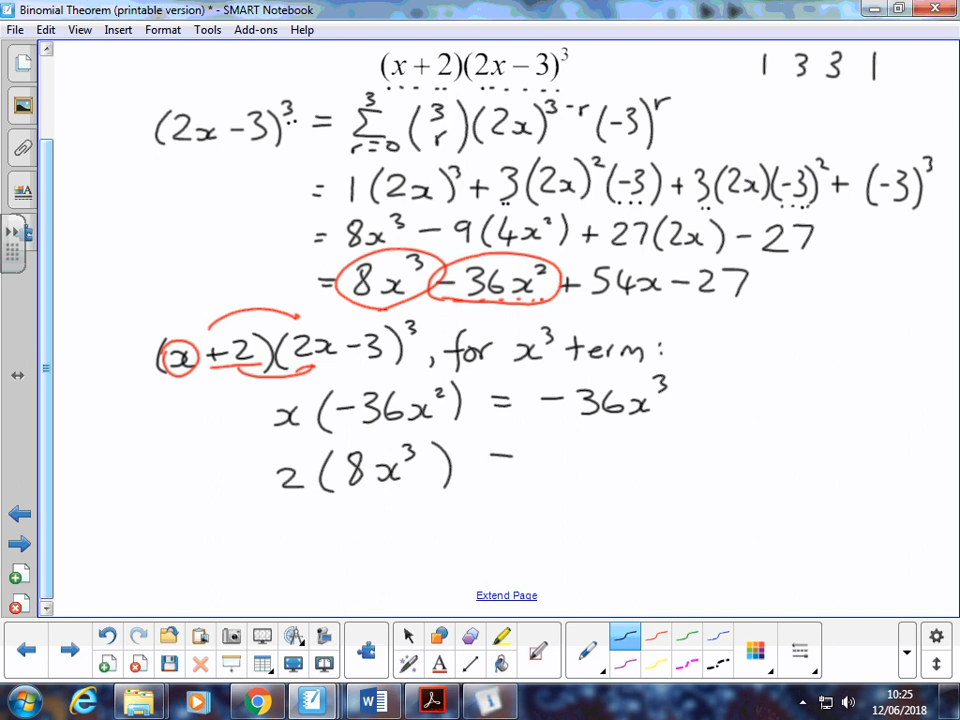 Binomial Theorem (printable version) * - SMART Notebook
File Edit View Insert Format Tools Add-ons Help
(x + 2)(2x − 3)³
1 3 3 1
(2x − 3)³ = ∑_{r=0}^{3} (3 r)(2x)^{3−r}(−3)^r
= 1(2x)³ + 3(2x)²(−3) + 3(2x)(−3)² + (−3)³
= 8x³ − 9(4x²) + 27(2x) − 27
= 8x³ − 36x² + 54x − 27
(x + 2)(2x − 3)³, for x³ term:
x(−36x²) = −36x³
2(8x³) =
Extend Page
10:25
12/06/2018